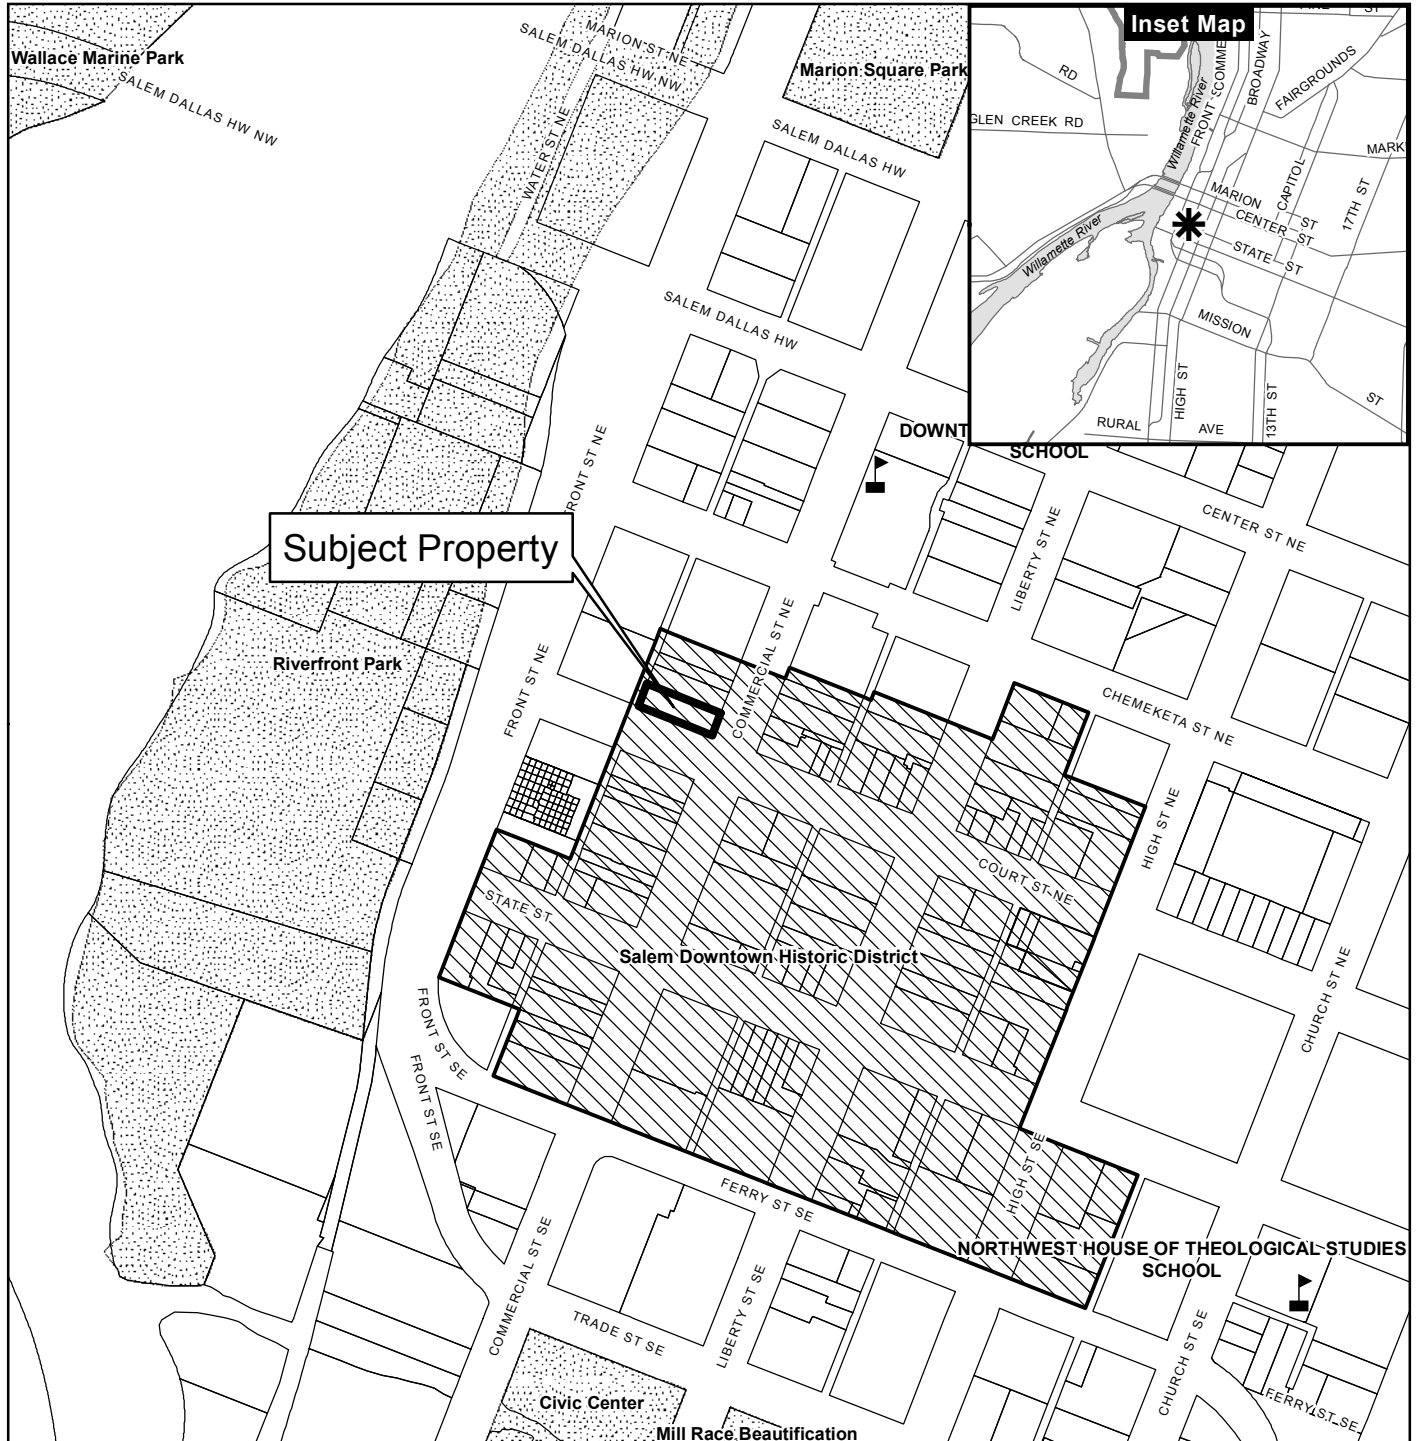 Inset Map
Wallace Marine Park
SALEM DALLAS HW NW
MARION ST NE
SALEM DALLAS HW NW
WATER ST NE
Marion Square Park
SALEM DALLAS HW
SALEM DALLAS HW
RD
GLEN CREEK RD
Willamette River
Willamette River
FRONT ST
BROADWAY
FAIRGROUNDS
ST
CAPITOL
17TH ST
MARION
ST
CENTER ST
STATE ST
MISSION
ST
HIGH ST
13TH ST
RURAL AVE
SCHOOL
FRONT ST NE
LIBERTY ST NE
CENTER ST NE
Subject Property
COMMERCIAL ST NE
Riverfront Park
FRONT ST NE
CHEMEKETA ST NE
HIGH ST NE
COURT ST NE
STATE ST
Salem Downtown Historic District
CHURCH ST NE
FRONT ST SE
FRONT ST SE
HIGH ST SE
FERRY ST SE
COMMERCIAL ST SE
LIBERTY ST SE
TRADE ST SE
NORTHWEST HOUSE OF THEOLOGICAL STUDIES
SCHOOL
CHURCH ST SE
FERRY ST SE
Civic Center
Mill Race Beautification